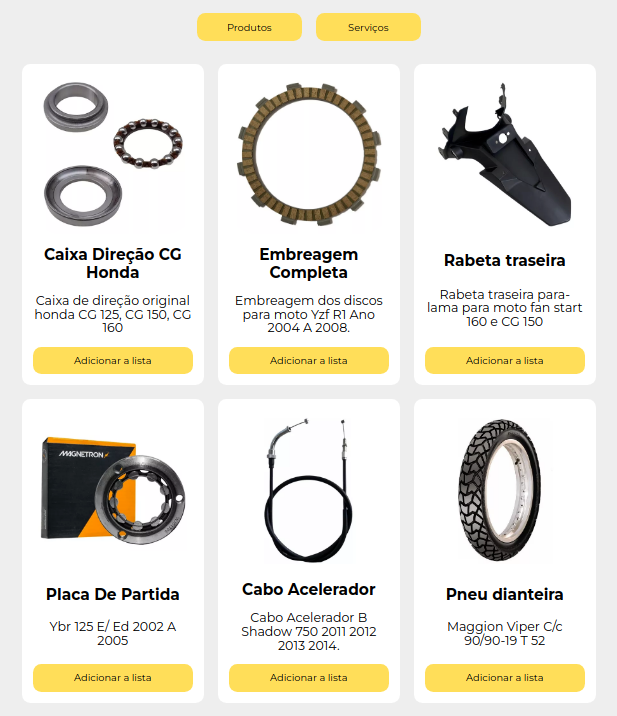 Produtos
Serviços
Caixa Direção CG
Honda
Caixa de direção original
honda CG 125, CG 150, CG
160
Adicionar a lista
Embreagem
Completa
Embreagem dos discos
para moto Yzf R1 Ano
2004 A 2008.
Adicionar a lista
Rabeta traseira
Rabeta traseira para-
lama para moto fan start
160 e CG 150
Adicionar a lista
MAGNETRON
Placa De Partida
Ybr 125 E/ Ed 2002 A
2005
Adicionar a lista
Cabo Acelerador
Cabo Acelerador B
Shadow 750 2011 2012
2013 2014.
Adicionar a lista
Pneu dianteira
Maggion Viper C/c
90/90-19 T 52
Adicionar a lista